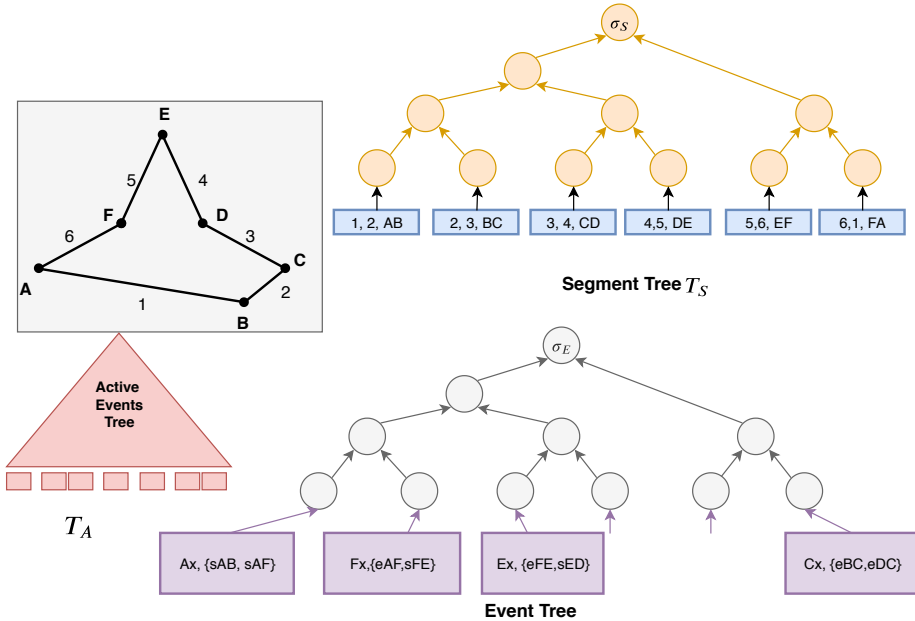 σ_S
E
5
4
F
D
6
3
C
A
2
1
B
1, 2, AB
2, 3, BC
3, 4, CD
4,5, DE
5,6, EF
6,1, FA
Segment Tree T_S
Active
Events
Tree
T_A
σ_E
Ax, {sAB, sAF}
Fx,{eAF,sFE}
Ex, {eFE,sED}
Cx, {eBC,eDC}
Event Tree